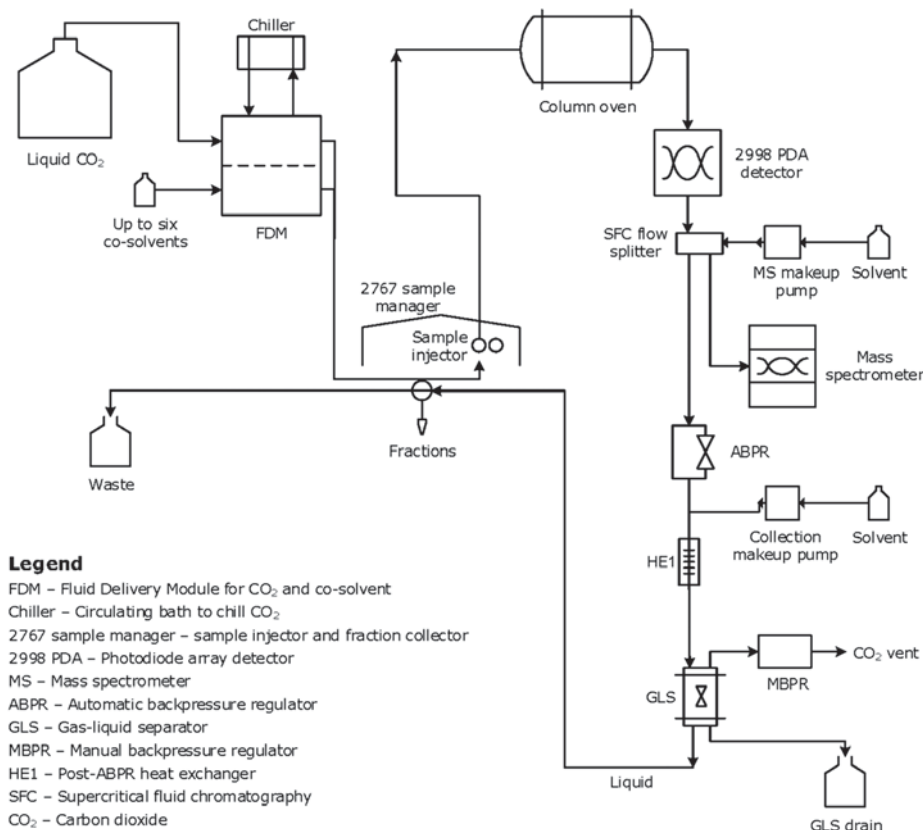 Chiller
Liquid CO₂
Up to six
co-solvents
FDM
Column oven
2998 PDA
detector
SFC flow
splitter
MS makeup
pump
Solvent
2767 sample
manager
Sample
injector
Mass
spectrometer
Fractions
Waste
ABPR
Collection
makeup pump
Solvent
HE1
GLS
MBPR
CO₂ vent
Liquid
GLS drain
Legend
FDM – Fluid Delivery Module for CO₂ and co-solvent
Chiller – Circulating bath to chill CO₂
2767 sample manager – sample injector and fraction collector
2998 PDA – Photodiode array detector
MS – Mass spectrometer
ABPR – Automatic backpressure regulator
GLS – Gas-liquid separator
MBPR – Manual backpressure regulator
HE1 – Post-ABPR heat exchanger
SFC – Supercritical fluid chromatography
CO₂ – Carbon dioxide